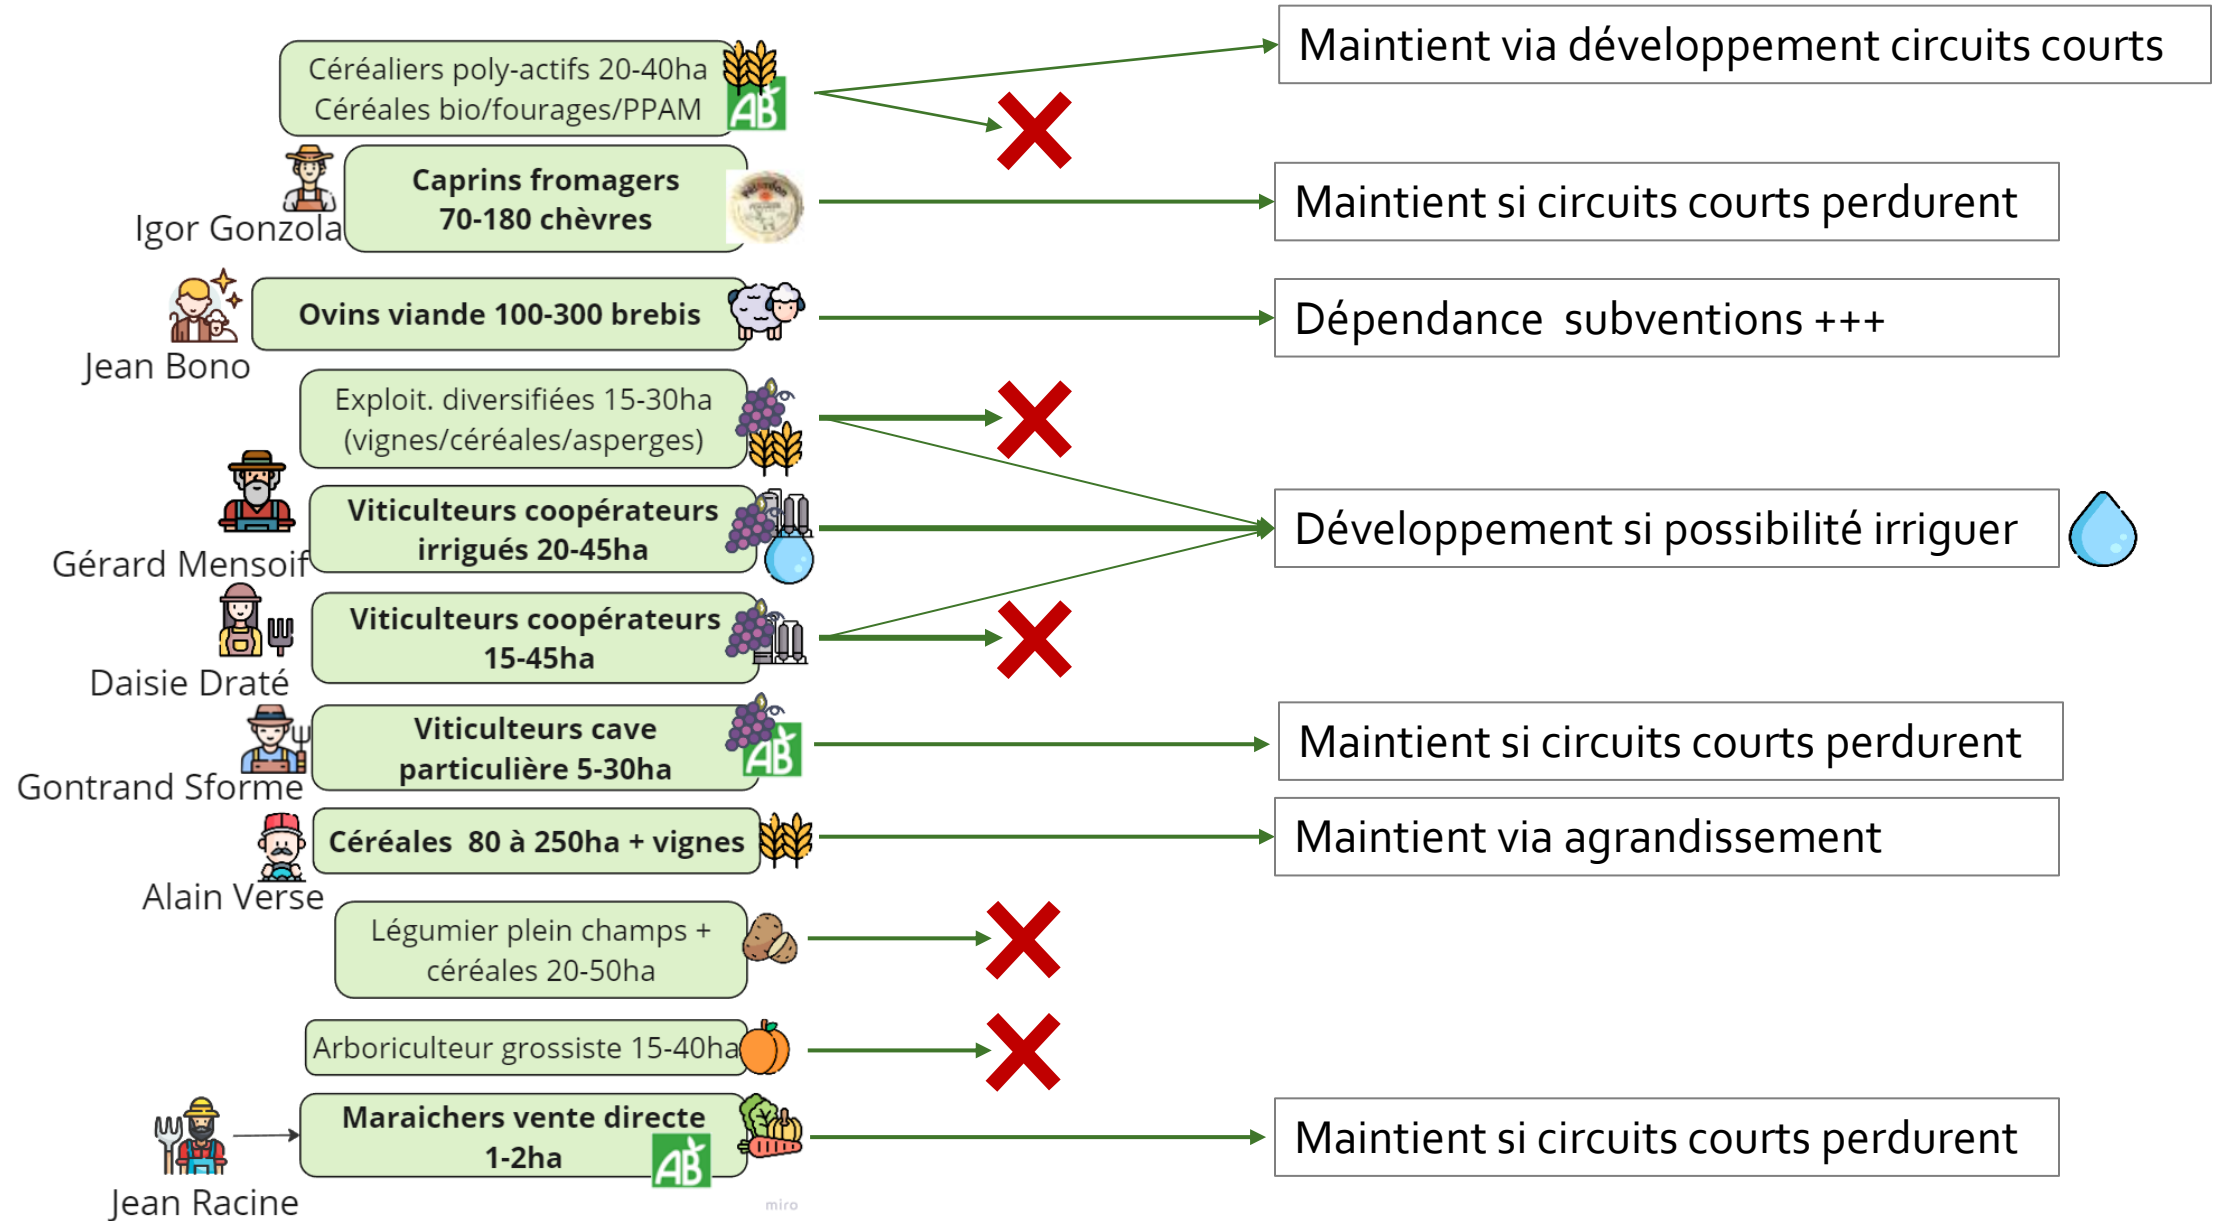 Céréaliers poly-actifs 20-40ha
Céréales bio/fourages/PPAM
AB
Maintient via développement circuits courts
Igor Gonzola
Caprins fromagers
70-180 chèvres
Maintient si circuits courts perdurent
Jean Bono
Ovins viande 100-300 brebis
Dépendance subventions +++
Exploit. diversifiées 15-30ha
(vignes/céréales/asperges)
Gérard Mensoif
Viticulteurs coopérateurs
irrigués 20-45ha
Développement si possibilité irriguer
Daisie Draté
Viticulteurs coopérateurs
15-45ha
Gontrand Sforme
Viticulteurs cave
particulière 5-30ha
AB
Maintient si circuits courts perdurent
Alain Verse
Céréales 80 à 250ha + vignes
Maintient via agrandissement
Légumier plein champs +
céréales 20-50ha
Arboriculteur grossiste 15-40ha
Jean Racine
Maraichers vente directe
1-2ha
AB
Maintient si circuits courts perdurent
miro